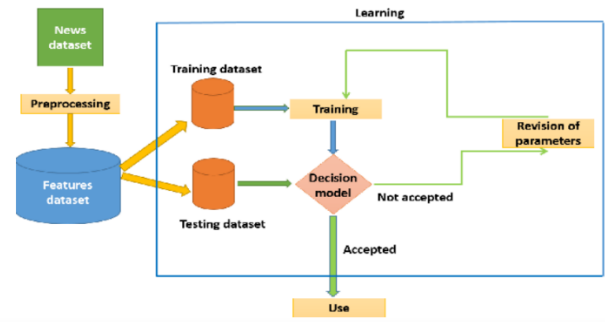 Learning
News
dataset
Training dataset
Preprocessing
Training
Revision of
parameters
Features
dataset
Decision
model
Not accepted
Testing dataset
Accepted
Use